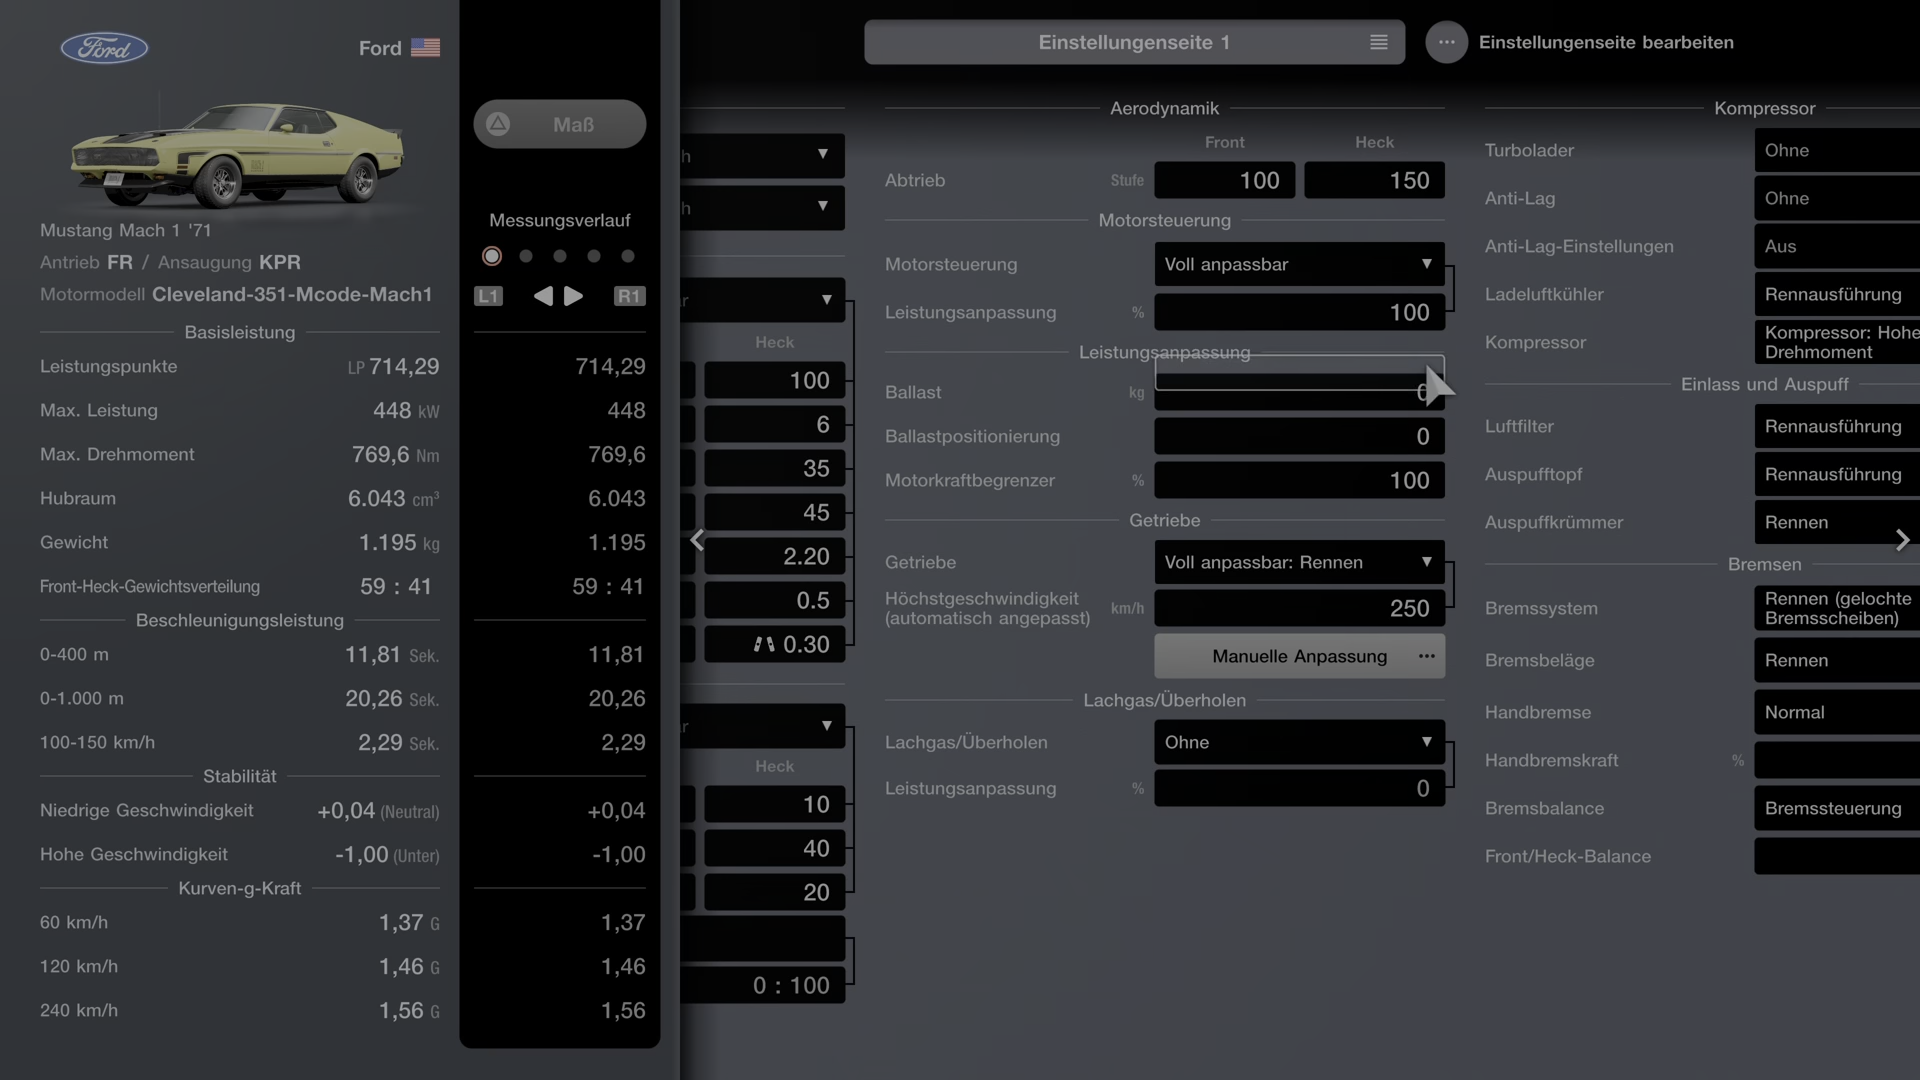 Ford
Ford
Mustang Mach 1 '71
Antrieb FR / Ansaugung KPR
Motormodell Cleveland-351-Mcode-Mach1
Basisleistung
Leistungspunkte LP 714,29
Max. Leistung 448 kW
Max. Drehmoment 769,6 Nm
Hubraum 6.043 cm³
Gewicht 1.195 kg
Front-Heck-Gewichtsverteilung 59 : 41
Beschleunigungsleistung
0-400 m 11,81 Sek.
0-1.000 m 20,26 Sek.
100-150 km/h 2,29 Sek.
Stabilität
Niedrige Geschwindigkeit +0,04 (Neutral)
Hohe Geschwindigkeit -1,00 (Unter)
Kurven-g-Kraft
60 km/h 1,37 G
120 km/h 1,46 G
240 km/h 1,56 G
Maß
Messungsverlauf
L1 R1
714,29
448
769,6
6.043
1.195
59 : 41
11,81
20,26
2,29
+0,04
-1,00
1,37
1,46
1,56
h
h
r
Heck
100
6
35
45
2.20
0.5
0.30
r
Heck
10
40
20
0 : 100
Einstellungenseite 1
Einstellungenseite bearbeiten
Aerodynamik
Front Heck
Abtrieb Stufe 100 150
Motorsteuerung
Motorsteuerung Voll anpassbar
Leistungsanpassung % 100
Leistungsanpassung
Ballast kg 0
Ballastpositionierung 0
Motorkraftbegrenzer % 100
Getriebe
Getriebe Voll anpassbar: Rennen
Höchstgeschwindigkeit
(automatisch angepasst) km/h 250
Manuelle Anpassung
Lachgas/Überholen
Lachgas/Überholen Ohne
Leistungsanpassung % 0
Kompressor
Turbolader Ohne
Anti-Lag Ohne
Anti-Lag-Einstellungen Aus
Ladeluftkühler Rennausführung
Kompressor Kompressor: Hohe
Drehmoment
Einlass und Auspuff
Luftfilter Rennausführung
Auspufftopf Rennausführung
Auspuffkrümmer Rennen
Bremsen
Bremssystem Rennen (gelochte
Bremsscheiben)
Bremsbeläge Rennen
Handbremse Normal
Handbremskraft %
Bremsbalance Bremssteuerung
Front/Heck-Balance